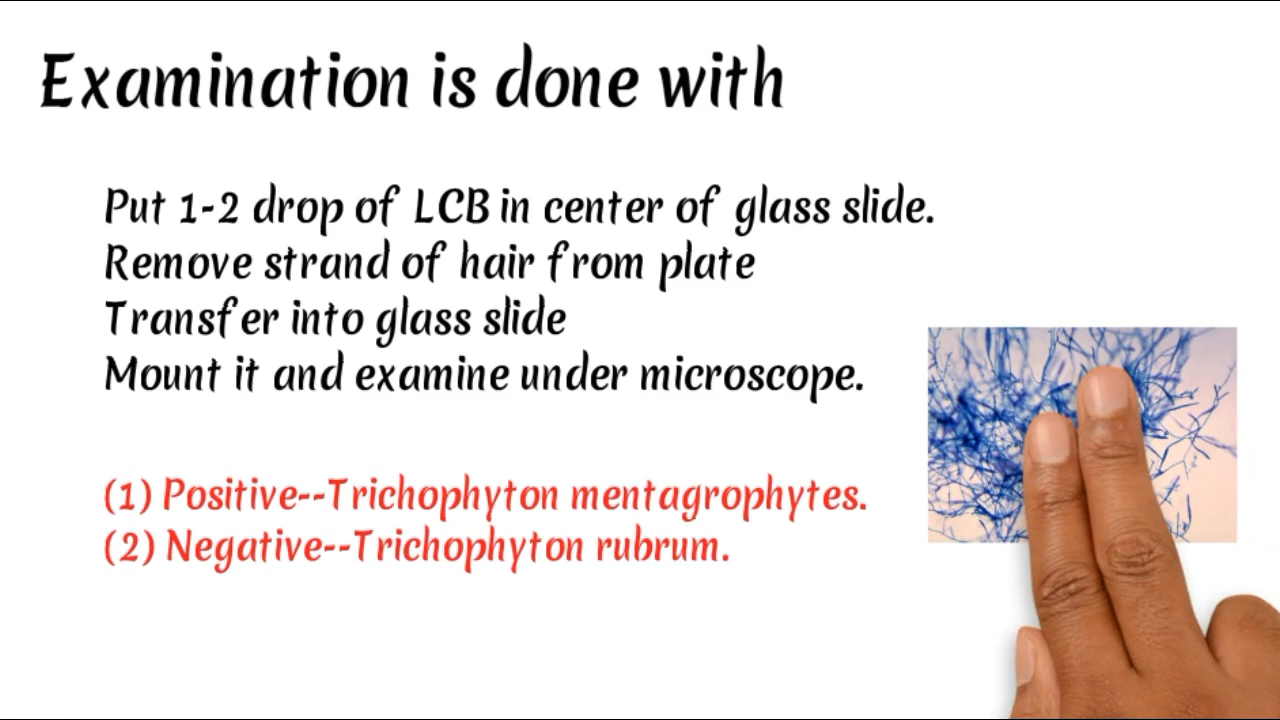 Examination is done with
Put 1-2 drop of LCB in center of glass slide.
Remove strand of hair from plate
Transfer into glass slide
Mount it and examine under microscope.
(1) Positive--Trichophyton mentagrophytes.
(2) Negative--Trichophyton rubrum.